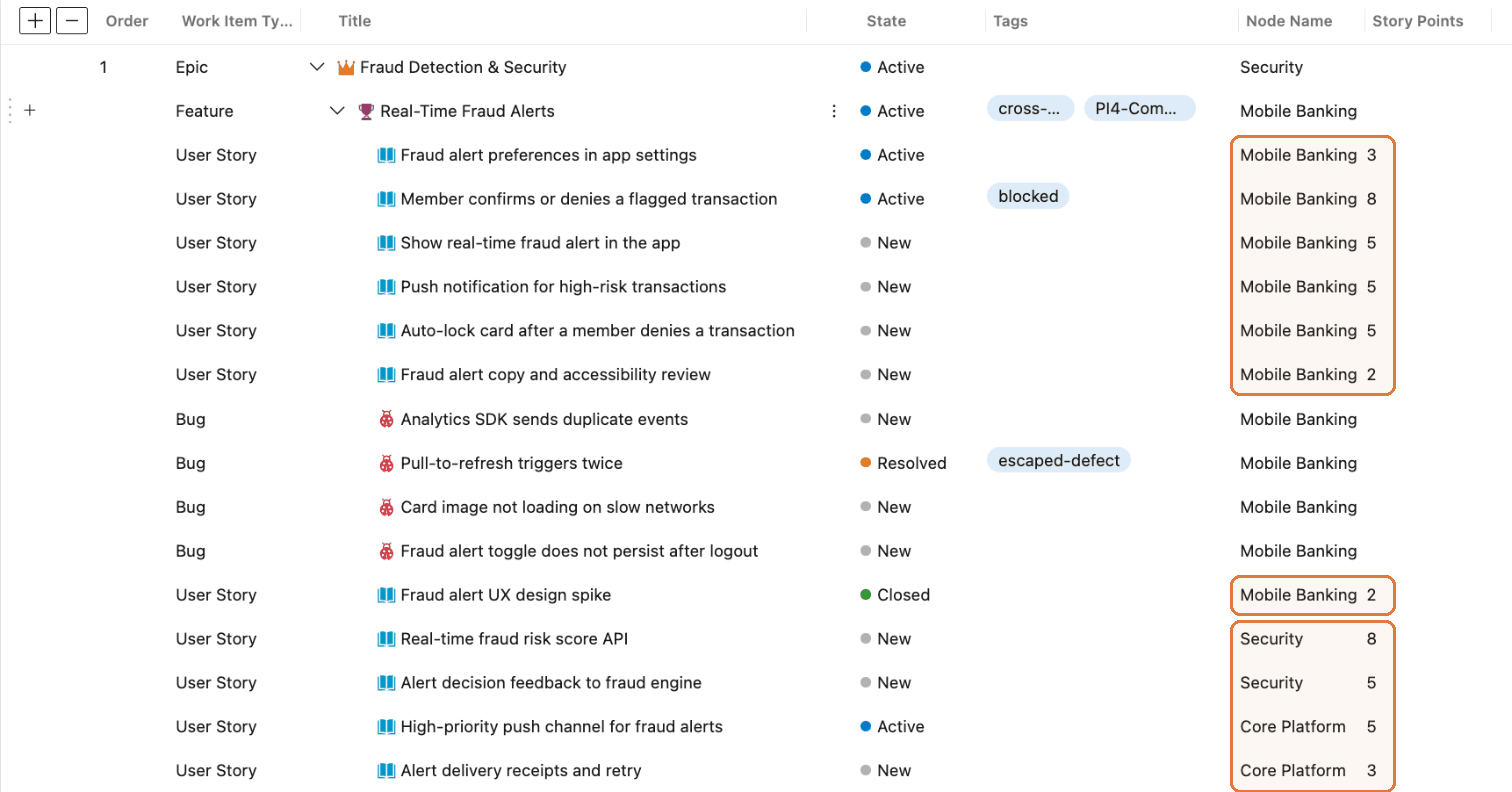 Order Work Item Ty... Title State Tags Node Name Story Points
1 Epic Fraud Detection & Security Active Security
Feature Real-Time Fraud Alerts Active cross-... PI4-Com... Mobile Banking
User Story Fraud alert preferences in app settings Active Mobile Banking 3
User Story Member confirms or denies a flagged transaction Active blocked Mobile Banking 8
User Story Show real-time fraud alert in the app New Mobile Banking 5
User Story Push notification for high-risk transactions New Mobile Banking 5
User Story Auto-lock card after a member denies a transaction New Mobile Banking 5
User Story Fraud alert copy and accessibility review New Mobile Banking 2
Bug Analytics SDK sends duplicate events New Mobile Banking
Bug Pull-to-refresh triggers twice Resolved escaped-defect Mobile Banking
Bug Card image not loading on slow networks New Mobile Banking
Bug Fraud alert toggle does not persist after logout New Mobile Banking
User Story Fraud alert UX design spike Closed Mobile Banking 2
User Story Real-time fraud risk score API New Security 8
User Story Alert decision feedback to fraud engine New Security 5
User Story High-priority push channel for fraud alerts Active Core Platform 5
User Story Alert delivery receipts and retry New Core Platform 3